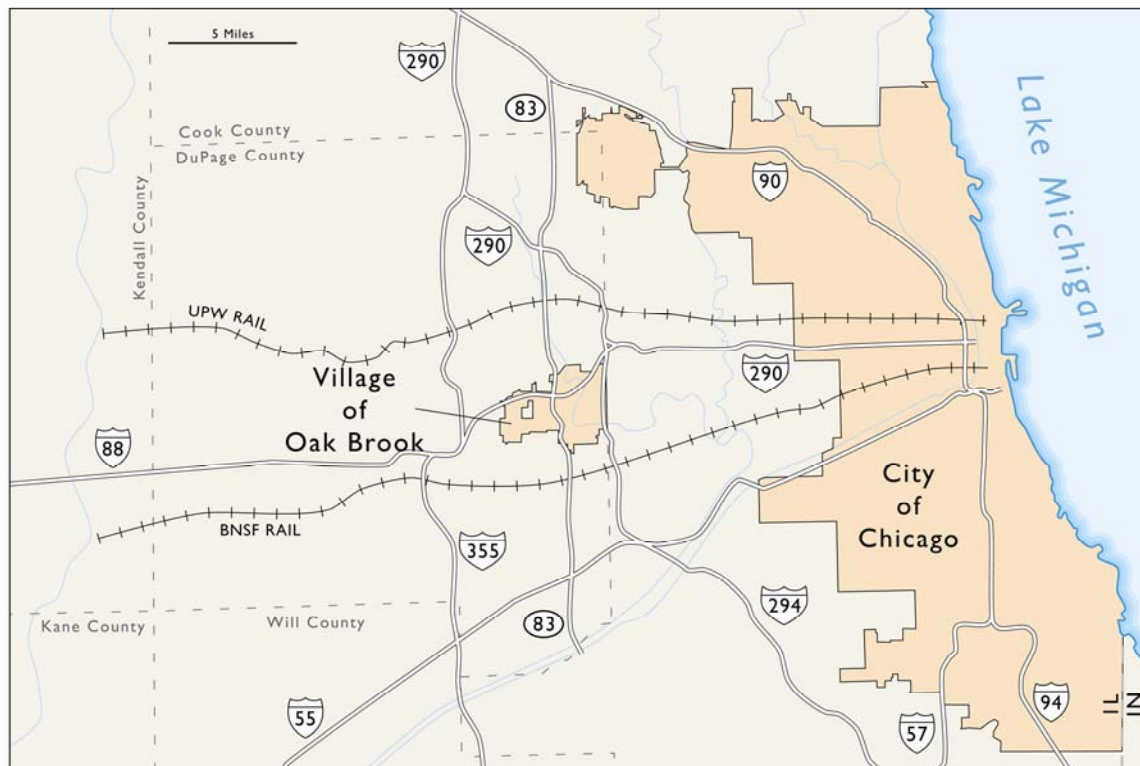 5 Miles
290
83
Cook County
DuPage County
Lake Michigan
90
Kendall County
290
UPW RAIL
Village
of
Oak Brook
290
88
City
of
Chicago
BNSF RAIL
355
294
Kane County
Will County
83
55
57
94
IL
IN